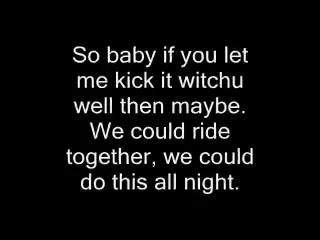 So baby if you let
me kick it witchu
well then maybe.
We could ride
together, we could
do this all night.